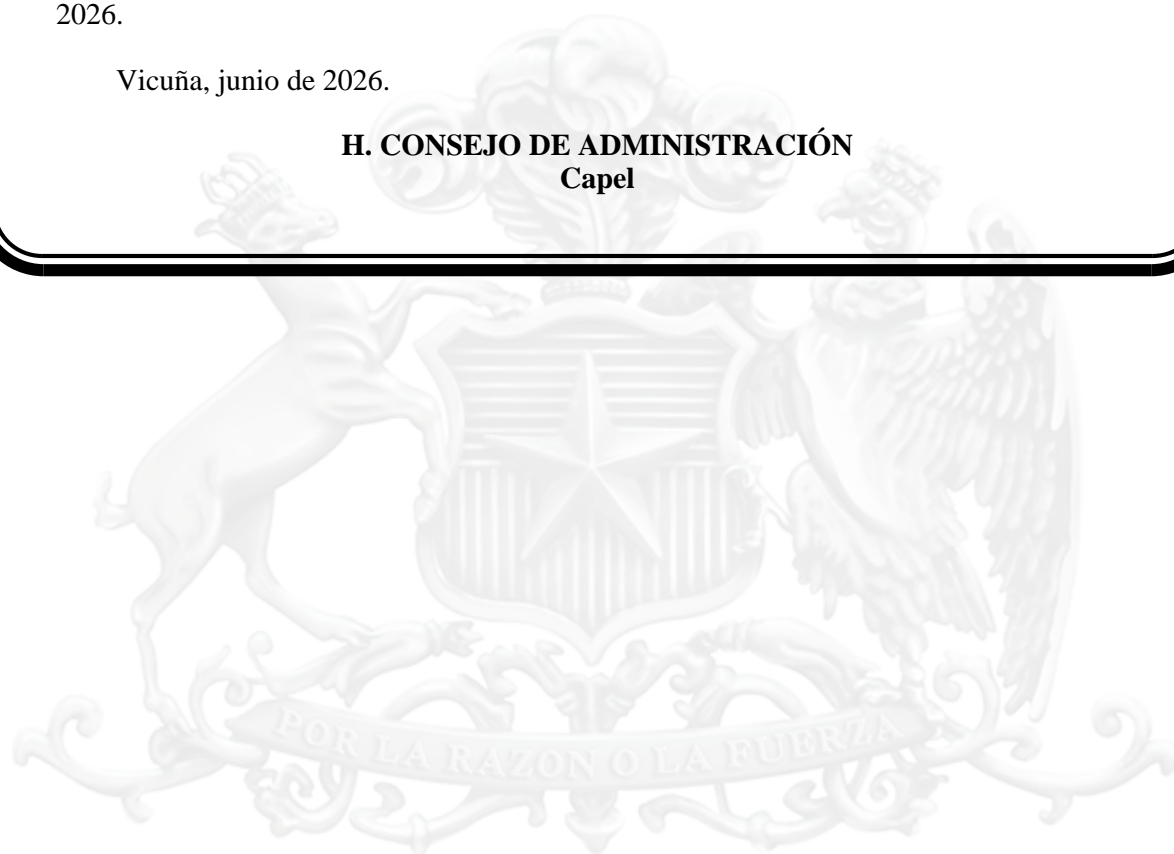 2026.
Vicuña, junio de 2026.
H. CONSEJO DE ADMINISTRACIÓN
Capel
POR LA RAZON O LA FUERZA